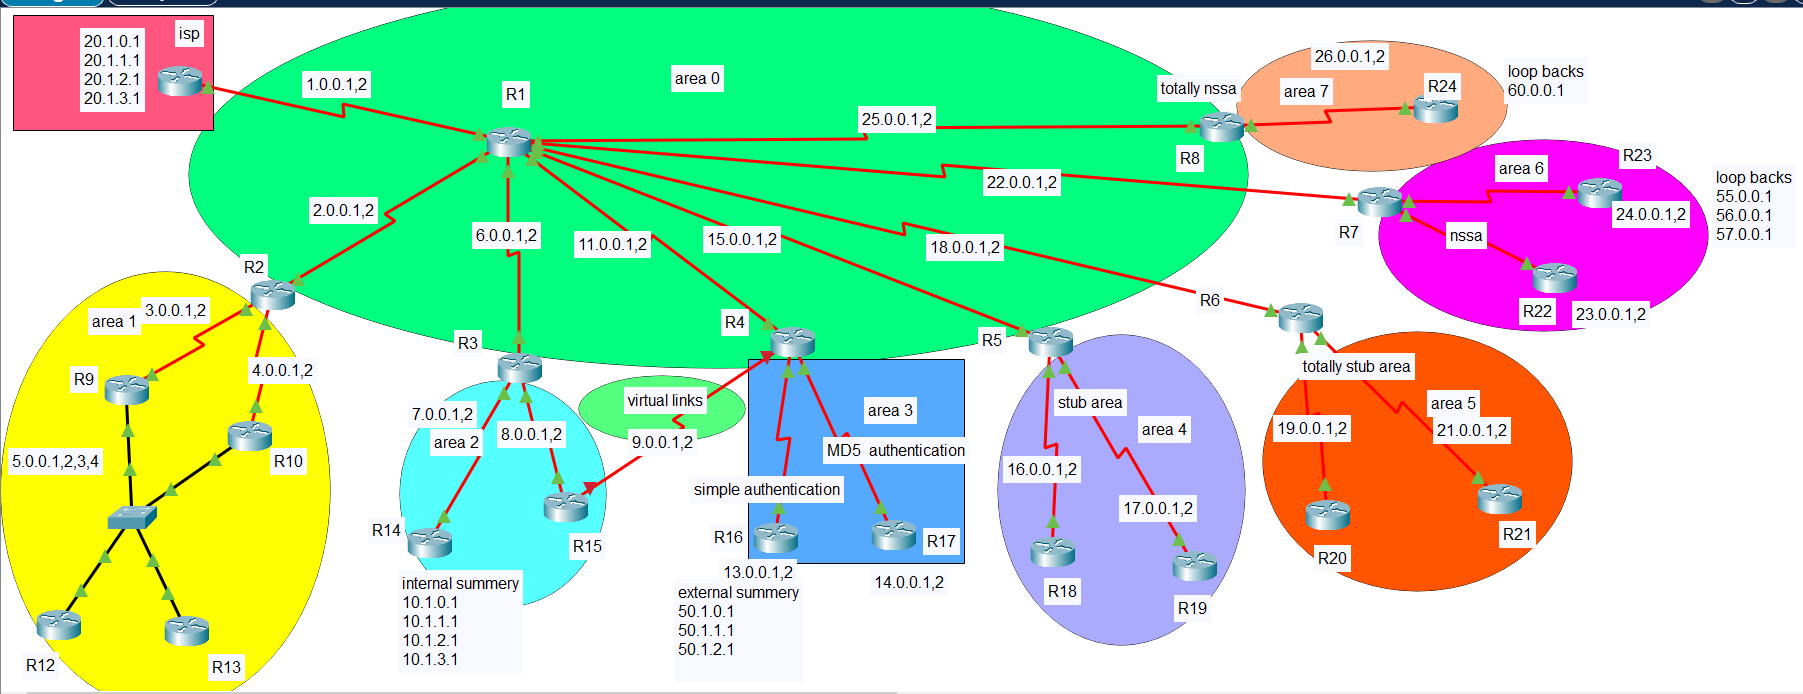 isp
20.1.0.1
20.1.1.1
20.1.2.1
20.1.3.1
1.0.0.1,2
R1
area 0
25.0.0.1,2
totally nssa
R8
26.0.0.1,2
area 7
R24
loop backs
60.0.0.1
22.0.0.1,2
R7
area 6
R23
24.0.0.1,2
nssa
R22
23.0.0.1,2
loop backs
55.0.0.1
56.0.0.1
57.0.0.1
2.0.0.1,2
6.0.0.1,2
11.0.0.1,2
15.0.0.1,2
18.0.0.1,2
R2
area 1
3.0.0.1,2
4.0.0.1,2
R9
R10
5.0.0.1,2,3,4
R12
R13
R3
7.0.0.1,2
area 2
8.0.0.1,2
R14
R15
internal summery
10.1.0.1
10.1.1.1
10.1.2.1
10.1.3.1
virtual links
9.0.0.1,2
R4
area 3
MD5 authentication
simple authentication
R16
R17
13.0.0.1,2
14.0.0.1,2
external summery
50.1.0.1
50.1.1.1
50.1.2.1
R5
stub area
area 4
16.0.0.1,2
17.0.0.1,2
R18
R19
R6
totally stub area
area 5
19.0.0.1,2
21.0.0.1,2
R20
R21